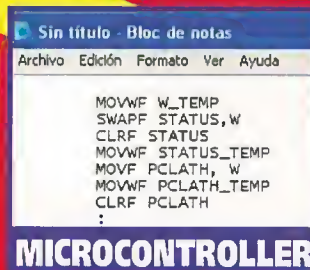 Sin título - Bloc de notas
Archivo Edición Formato Ver Ayuda
MOVWF W_TEMP
SWAPF STATUS,W
CLRF STATUS
MOVWF STATUS_TEMP
MOVF PCLATH, W
MOVWF PCLATH_TEMP
CLRF PCLATH
:
MICROCONTROLLER